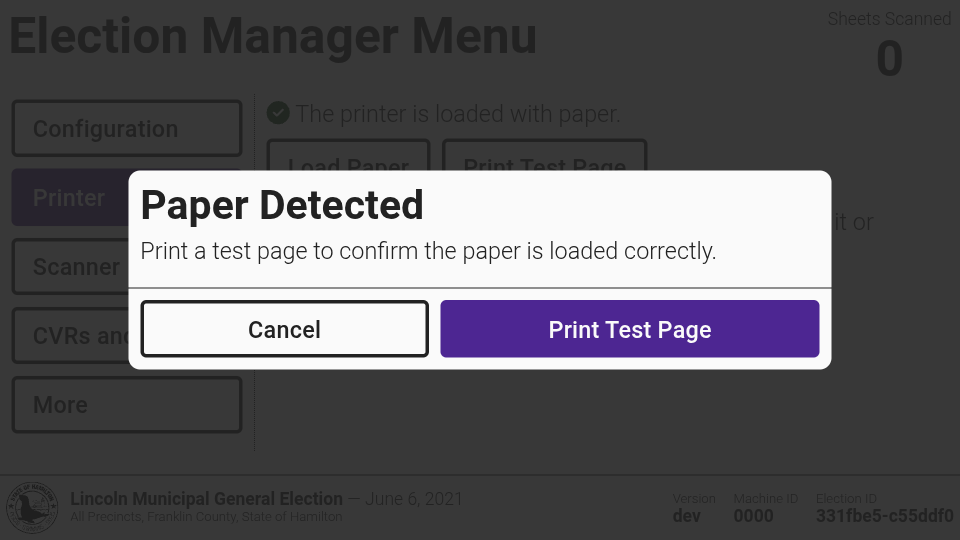 Election Manager Menu
Sheets Scanned
0
Configuration
Printer
Scanner
CVRs and
More
The printer is loaded with paper.
Load Paper
Print Test Page
it or
Paper Detected
Print a test page to confirm the paper is loaded correctly.
Cancel
Print Test Page
Lincoln Municipal General Election — June 6, 2021
All Precincts, Franklin County, State of Hamilton
Version
dev
Machine ID
0000
Election ID
331fbe5-c55ddf0